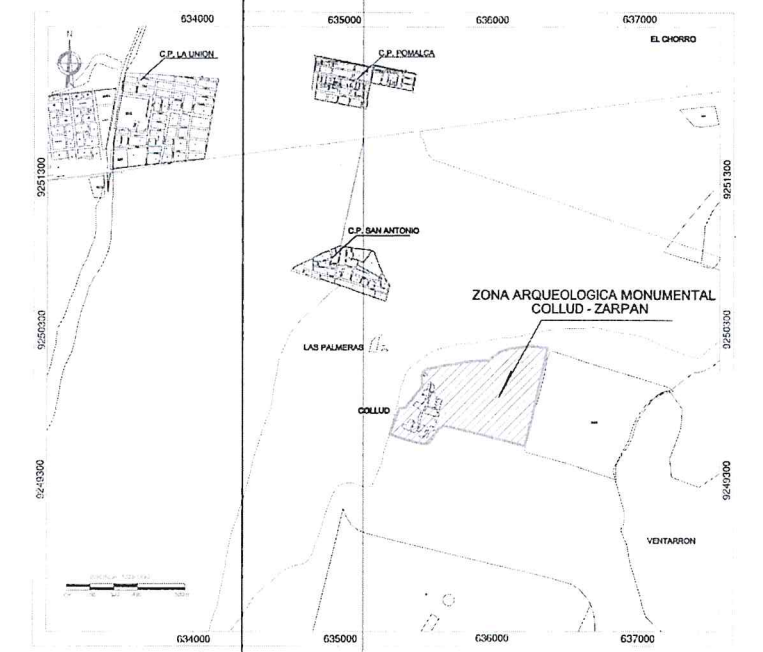 634000
635000
636000
637000
EL CHORRO
N
C.P. LA UNION
C.P. POMALCA
9251300
9251300
C.P. SAN ANTONIO
ZONA ARQUEOLOGICA MONUMENTAL
COLLUD - ZARPAN
9250300
9250300
LAS PALMERAS
COLLUD
9249300
9249300
VENTARRON
634000
635000
636000
637000